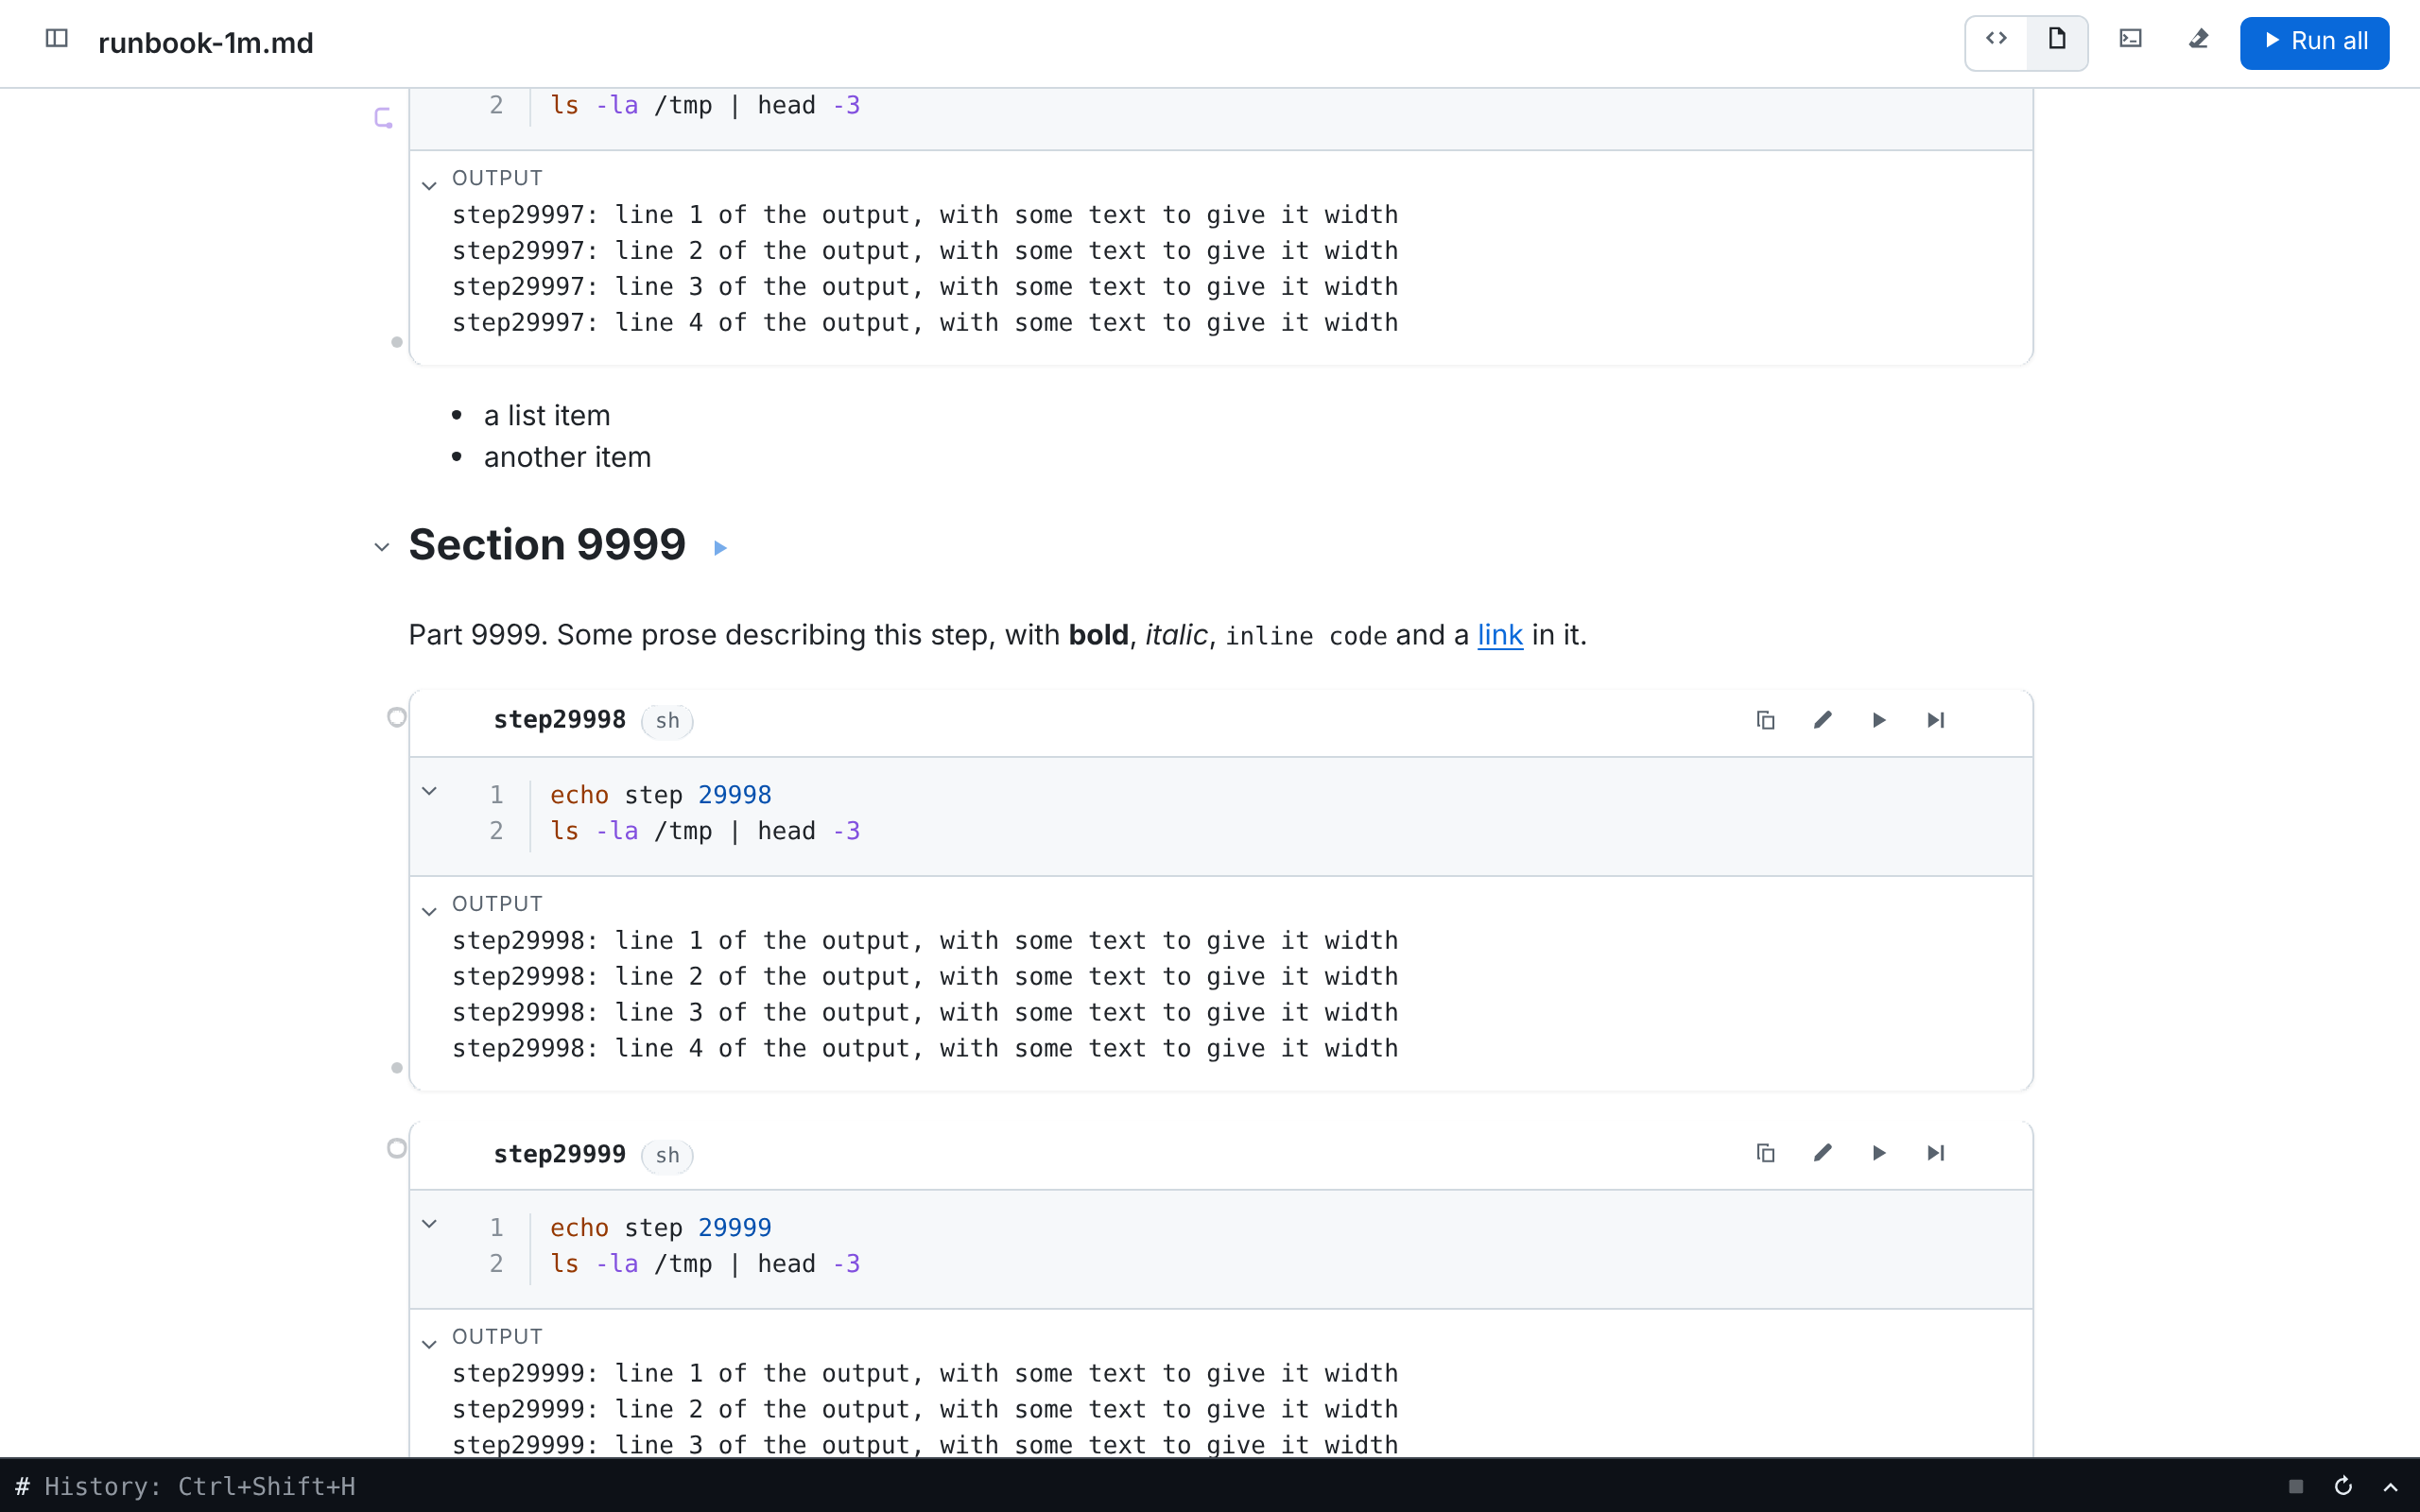 runbook-1m.md
Run all
2 ls -la /tmp | head -3
OUTPUT
step29997: line 1 of the output, with some text to give it width
step29997: line 2 of the output, with some text to give it width
step29997: line 3 of the output, with some text to give it width
step29997: line 4 of the output, with some text to give it width
• a list item
• another item
Section 9999
Part 9999. Some prose describing this step, with bold, italic, inline code and a link in it.
step29998 sh
1 echo step 29998
2 ls -la /tmp | head -3
OUTPUT
step29998: line 1 of the output, with some text to give it width
step29998: line 2 of the output, with some text to give it width
step29998: line 3 of the output, with some text to give it width
step29998: line 4 of the output, with some text to give it width
step29999 sh
1 echo step 29999
2 ls -la /tmp | head -3
OUTPUT
step29999: line 1 of the output, with some text to give it width
step29999: line 2 of the output, with some text to give it width
step29999: line 3 of the output, with some text to give it width
# History: Ctrl+Shift+H